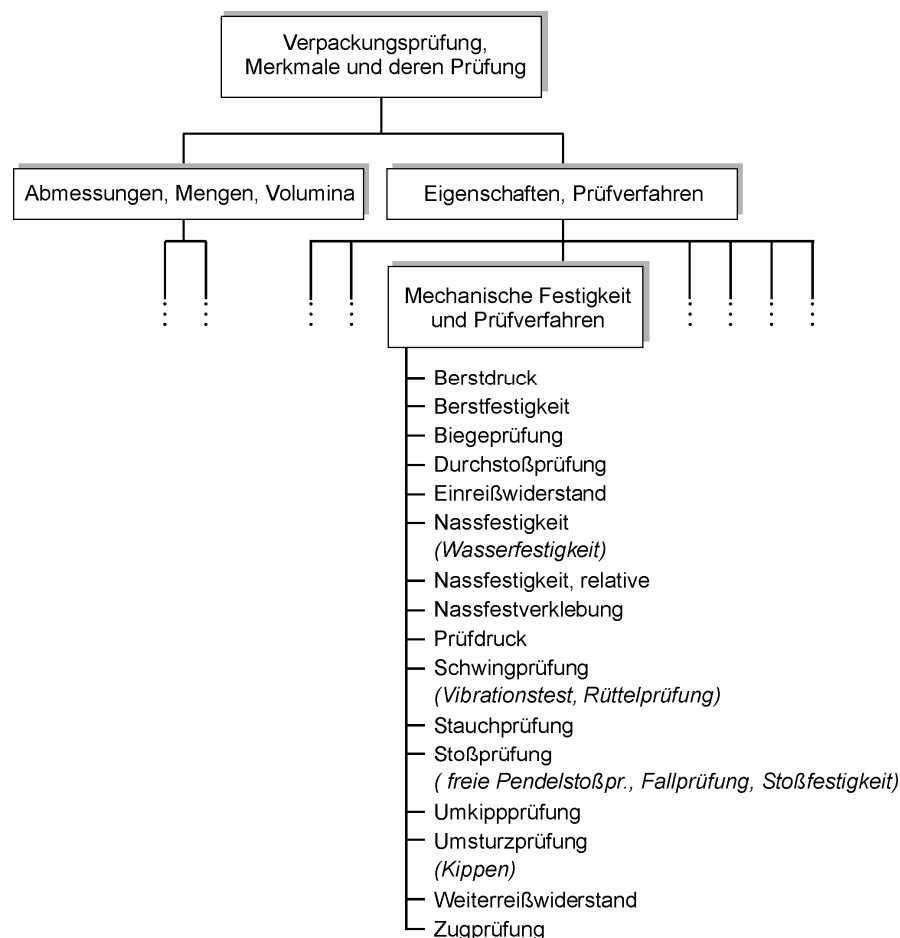 Verpackungsprüfung,
Merkmale und deren Prüfung
Abmessungen, Mengen, Volumina
Eigenschaften, Prüfverfahren
Mechanische Festigkeit
und Prüfverfahren
Berstdruck
Berstfestigkeit
Biegeprüfung
Durchstoßprüfung
Einreißwiderstand
Nassfestigkeit
(Wasserfestigkeit)
Nassfestigkeit, relative
Nassfestverklebung
Prüfdruck
Schwingprüfung
(Vibrationstest, Rüttelprüfung)
Stauchprüfung
Stoßprüfung
( freie Pendelstoßpr., Fallprüfung, Stoßfestigkeit)
Umkippprüfung
Umsturzprüfung
(Kippen)
Weiterreißwiderstand
Zugprüfung